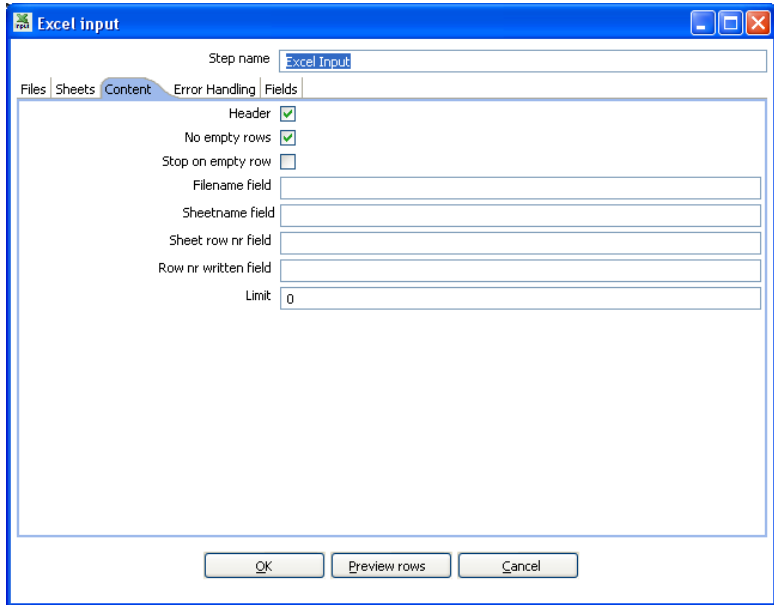 Excel input
Step name Excel Input
Files Sheets Content Error Handling Fields
Header
No empty rows
Stop on empty row
Filename field
Sheetname field
Sheet row nr field
Row nr written field
Limit 0
OK Preview rows Cancel